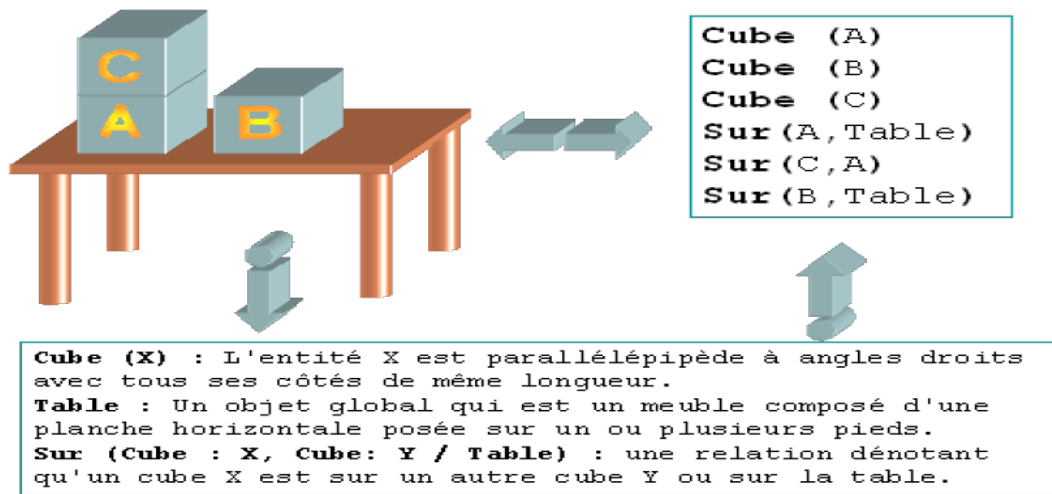 C
A
B
Cube (A)
Cube (B)
Cube (C)
Sur(A,Table)
Sur(C,A)
Sur(B,Table)
Cube (X) : L'entité X est parallélépipède à angles droits
avec tous ses côtés de même longueur.
Table : Un objet global qui est un meuble composé d'une
planche horizontale posée sur un ou plusieurs pieds.
Sur (Cube : X, Cube: Y / Table) : une relation dénotant
qu'un cube X est sur un autre cube Y ou sur la table.